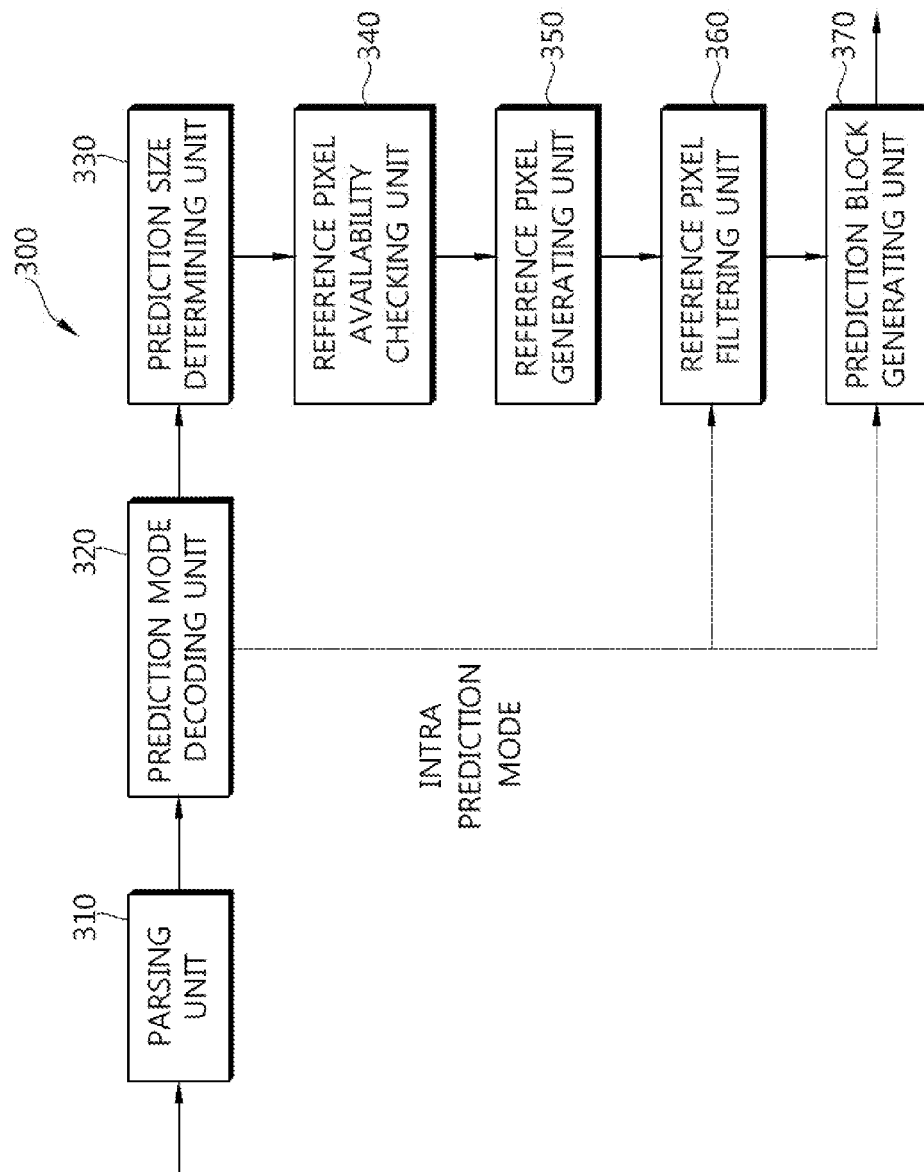 300
310
PARSING
UNIT
320
PREDICTION MODE
DECODING UNIT
330
PREDICTION SIZE
DETERMINING UNIT
340
REFERENCE PIXEL
AVAILABILITY
CHECKING UNIT
350
REFERENCE PIXEL
GENERATING UNIT
360
REFERENCE PIXEL
FILTERING UNIT
370
PREDICTION BLOCK
GENERATING UNIT
INTRA
PREDICTION
MODE